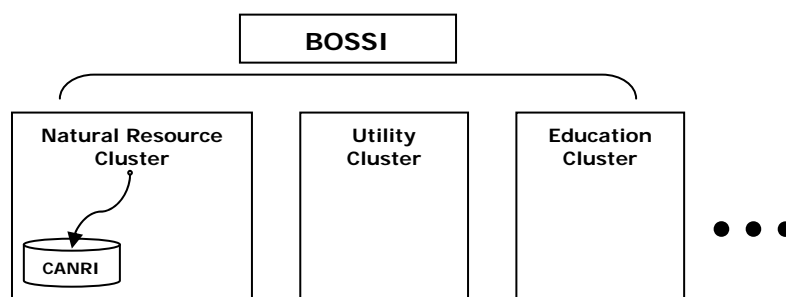 BOSSI
Natural Resource
Cluster
Utility
Cluster
Education
Cluster
CANRI